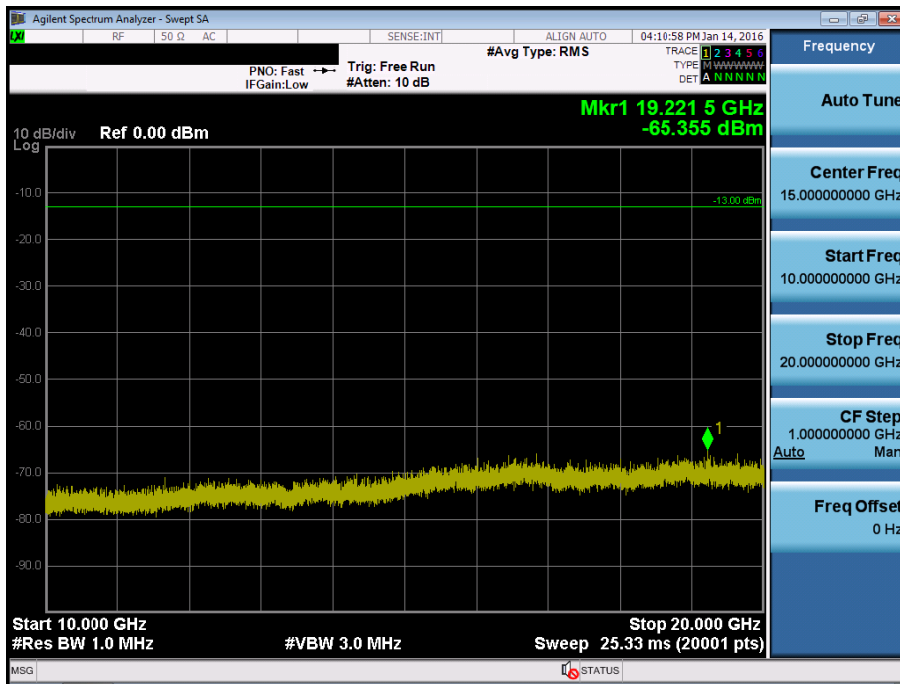 Agilent Spectrum Analyzer - Swept SA
LXI RF 50 Ω AC SENSE:INT ALIGN AUTO 04:10:58 PM Jan 14, 2016
PNO: Fast
IFGain:Low
Trig: Free Run
#Atten: 10 dB
#Avg Type: RMS
TRACE 1 2 3 4 5 6
TYPE M W W W W W
DET A N N N N N
Mkr1 19.221 5 GHz
-65.355 dBm
10 dB/div
Log
Ref 0.00 dBm
-10.0
-13.00 dBm
-20.0
-30.0
-40.0
-50.0
-60.0
1
-70.0
-80.0
-90.0
Start 10.000 GHz
Stop 20.000 GHz
#Res BW 1.0 MHz
#VBW 3.0 MHz
Sweep 25.33 ms (20001 pts)
MSG
STATUS
Frequency
Auto Tune
Center Freq
15.000000000 GHz
Start Freq
10.000000000 GHz
Stop Freq
20.000000000 GHz
CF Step
1.000000000 GHz
Auto Man
Freq Offset
0 Hz